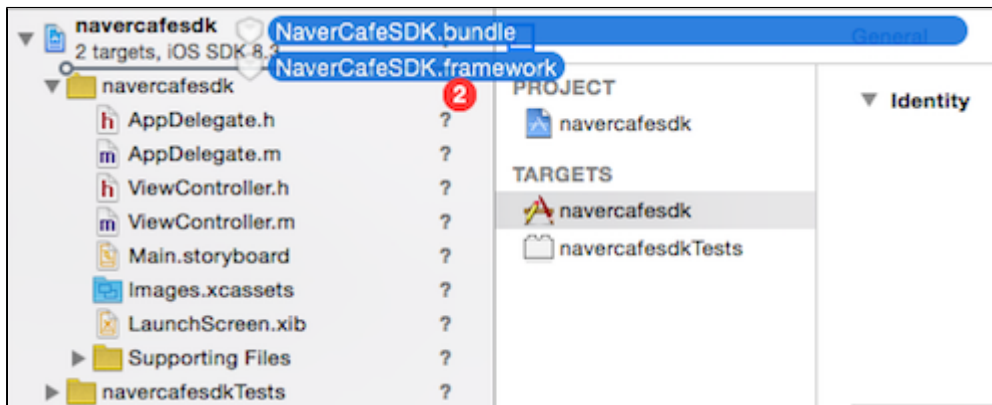 navercafesdk
2 targets, iOS SDK 8.3
NaverCafeSDK.bundle
NaverCafeSDK.framework
2
navercafesdk
h AppDelegate.h ?
m AppDelegate.m ?
h ViewController.h ?
m ViewController.m ?
Main.storyboard ?
Images.xcassets ?
LaunchScreen.xib ?
Supporting Files ?
navercafesdkTests ?
PROJECT
navercafesdk
TARGETS
navercafesdk
navercafesdkTests
General
Identity